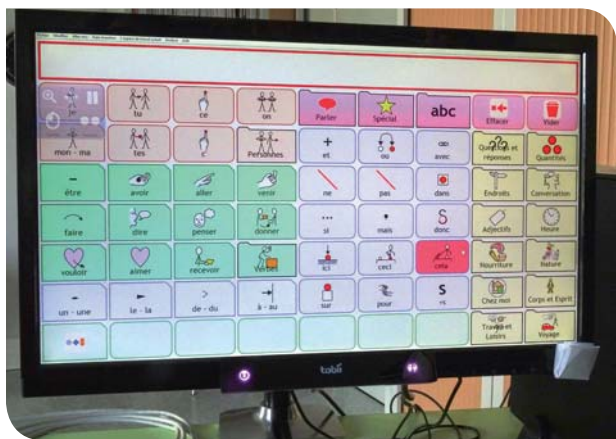 je tu ce on Parler Spécial abc Effacer Vider
mon - ma tes c' Personnes et ou avec Questions et réponses Quantités
être avoir aller venir ne pas dans Endroits Conversation
faire dire penser donner si mais donc Adjectifs Heure
vouloir aimer recevoir Verbes ici ceci cela Nourriture Nature
un - une le - la de - du à - au sur pour rs Chez moi Corps et Esprit
Travail et Loisirs Voyage
tobii